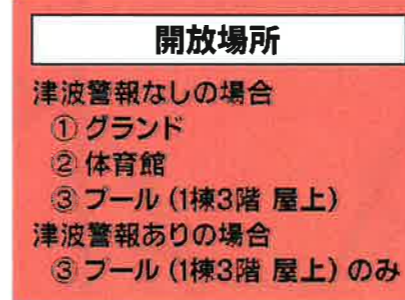 開放場所
津波警報なしの場合
① グランド
② 体育館
③ プール (1棟3階 屋上)
津波警報ありの場合
③ プール (1棟3階 屋上) のみ